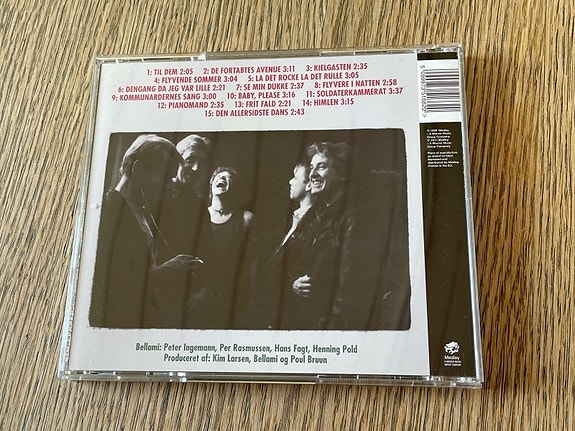 1: TIL DEM 2:05 2: DE FORTABTES AVENUE 3:11 3: KIELGASTEN 2:35
4: FLYVENDE SOMMER 3:04 5: LA DET ROCKE LA DET RULLE 3:05
6: DENGANG DA JEG VAR LILLE 2:21 7: SE MIN DUKKE 2:37 8: FLYVERE I NATTEN 2:58
9: KOMMUNARDERNES SANG 3:00 10: BABY, PLEASE 3:16 11: SOLDATERKAMMERAT 3:37
12: PIANOMAND 2:35 13: FRIT FALD 2:21 14: HIMLEN 3:15
15: DEN ALLERSIDSTE DANS 2:43
Bellami: Peter Ingemann, Per Rasmussen, Hans Fagt, Henning Pold
Produceret af: Kim Larsen, Bellami og Poul Bruun
Medley